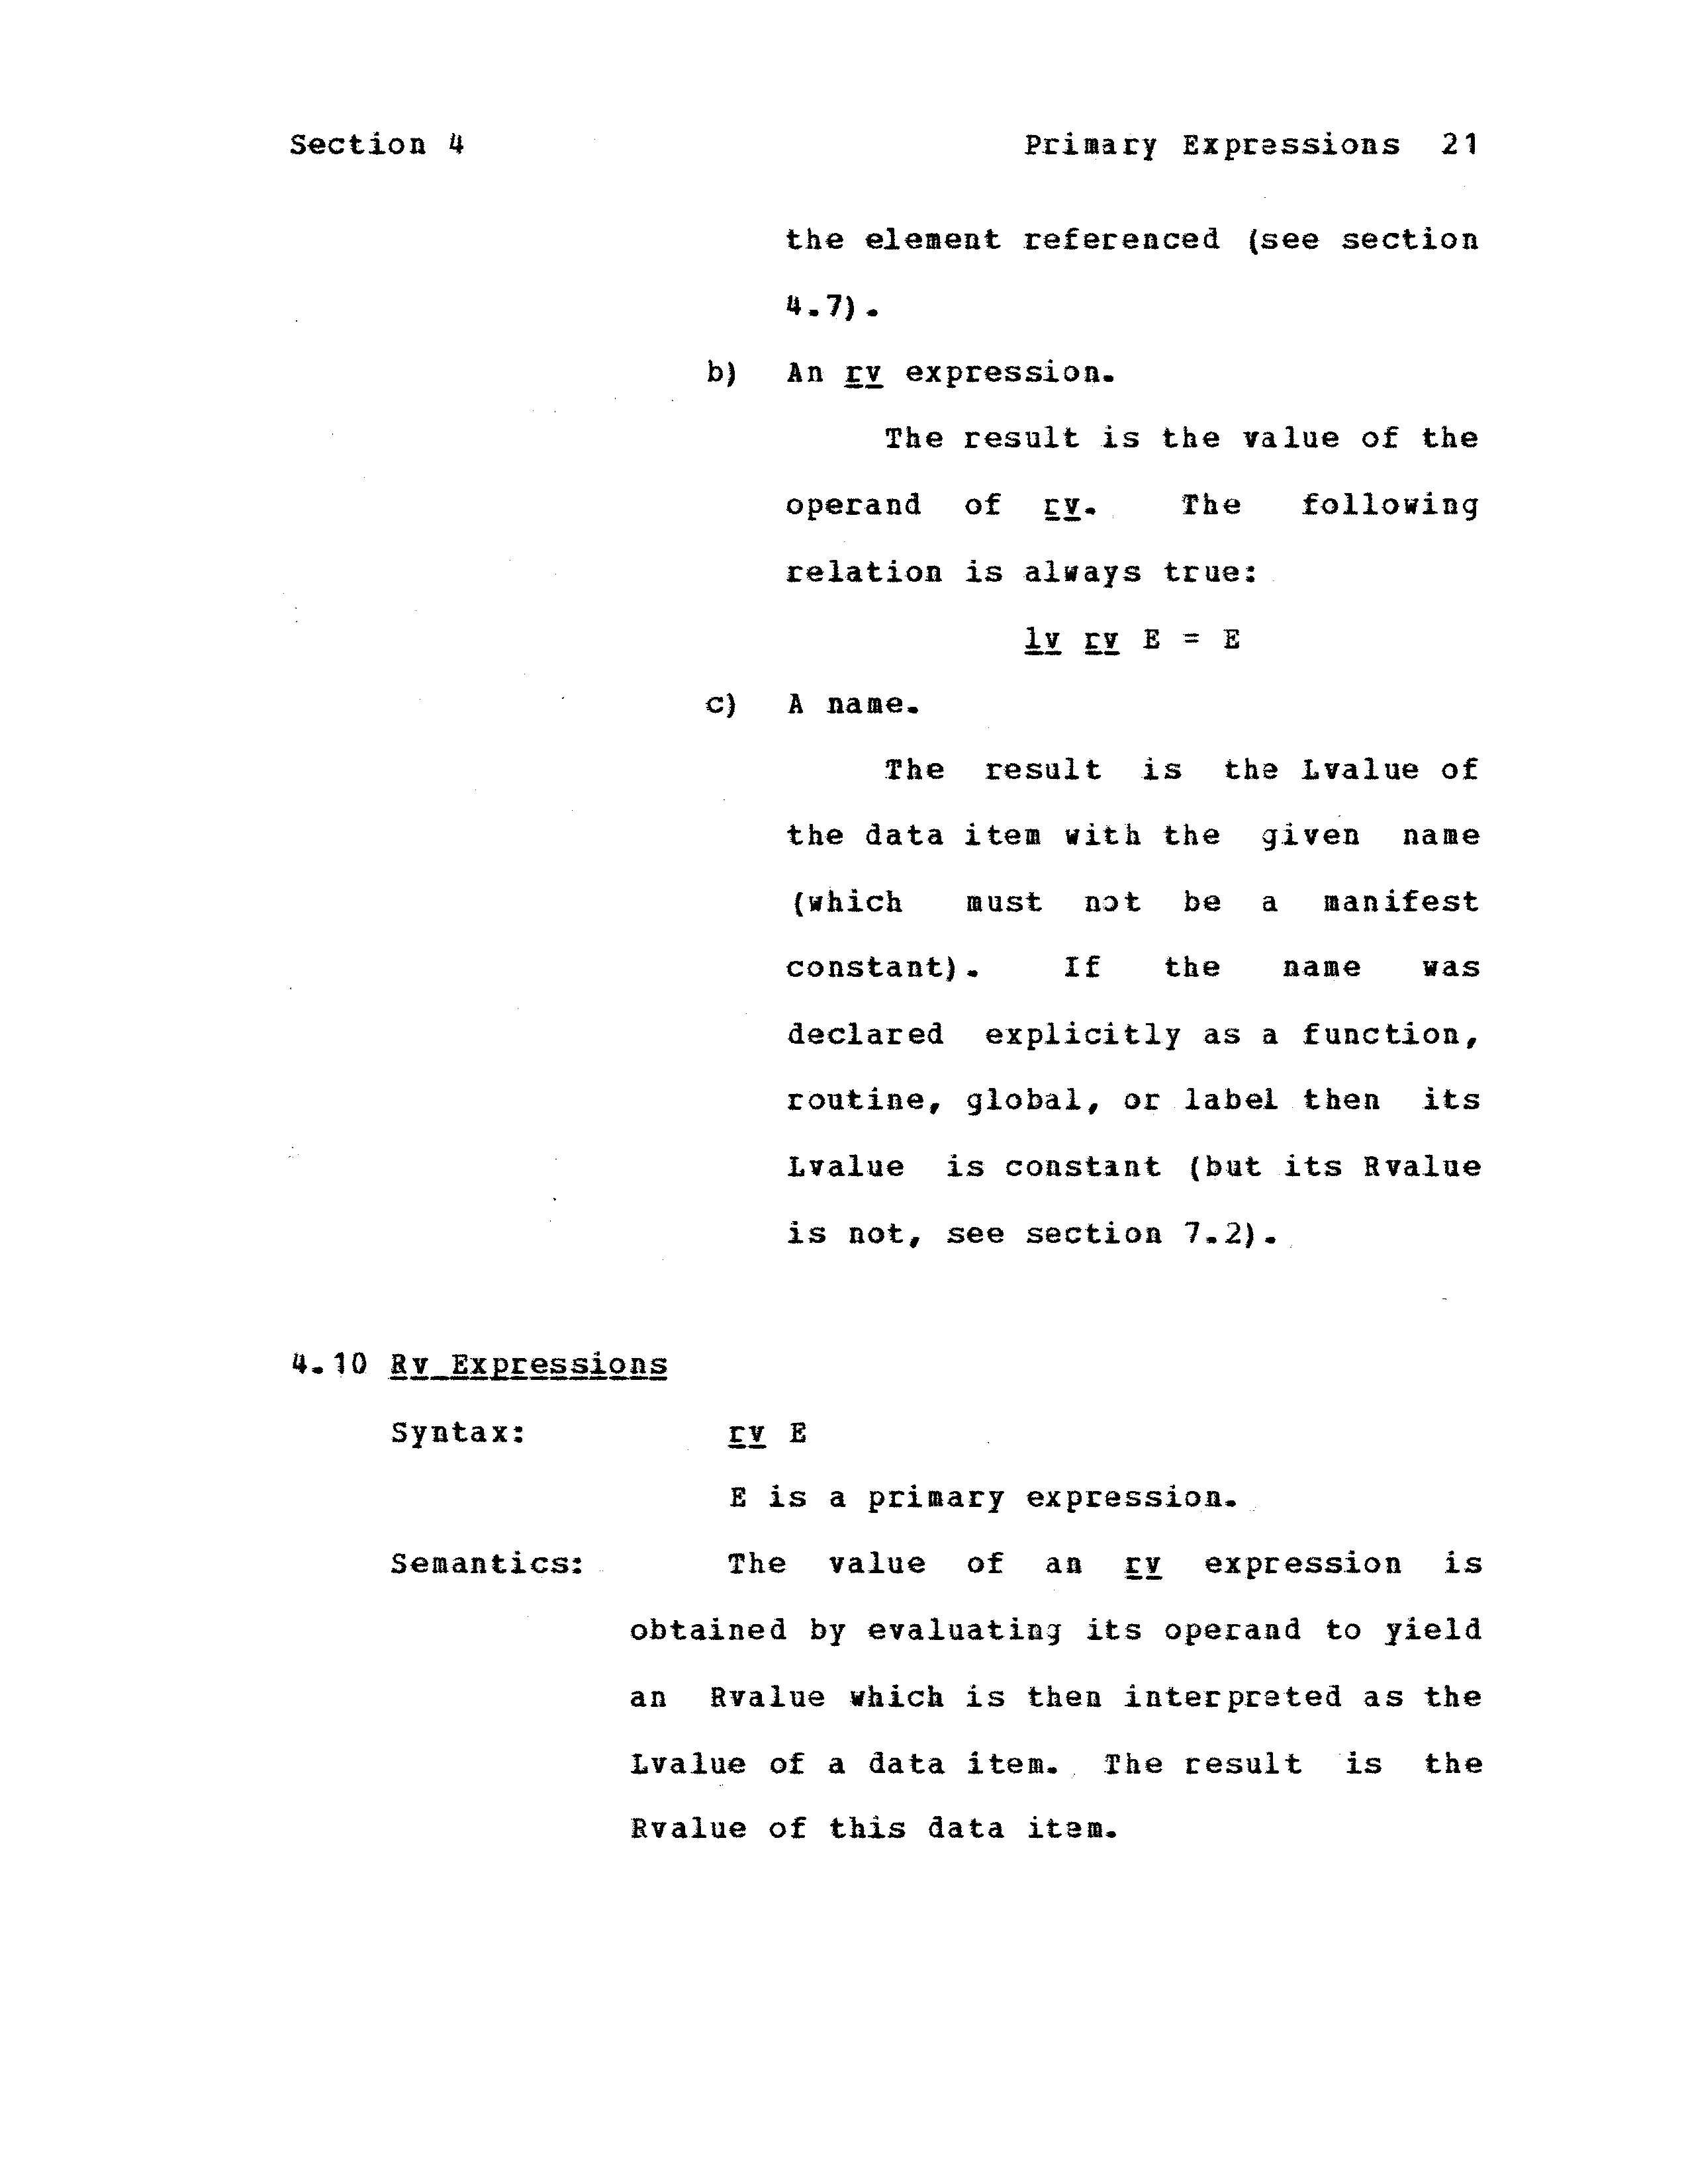 Section 4 Primary Expressions 21
the element referenced (see section
4.7).
b) An rv expression.
The result is the value of the
operand of rv. The following
relation is always true:
lv rv E = E
c) A name.
The result is the Lvalue of
the data item with the given name
(which must not be a manifest
constant). If the name was
declared explicitly as a function,
routine, global, or label then its
Lvalue is constant (but its Rvalue
is not, see section 7.2).
4.10 Rv Expressions
Syntax: rv E
E is a primary expression.
Semantics: The value of an rv expression is
obtained by evaluating its operand to yield
an Rvalue which is then interpreted as the
Lvalue of a data item. The result is the
Rvalue of this data item.